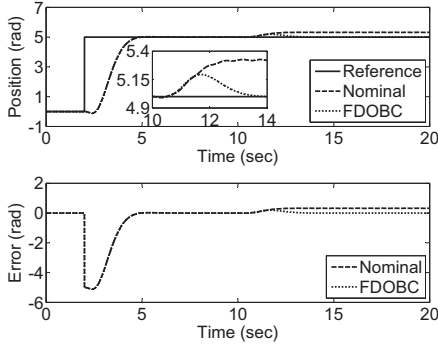 Position (rad)
7
5
3
1
-1
5.4
5.15
4.9
10 12 14
Reference
Nominal
FDOBC
0 5 10 15 20
Time (sec)
Error (rad)
2
0
-2
-4
-6
Nominal
FDOBC
0 5 10 15 20
Time (sec)